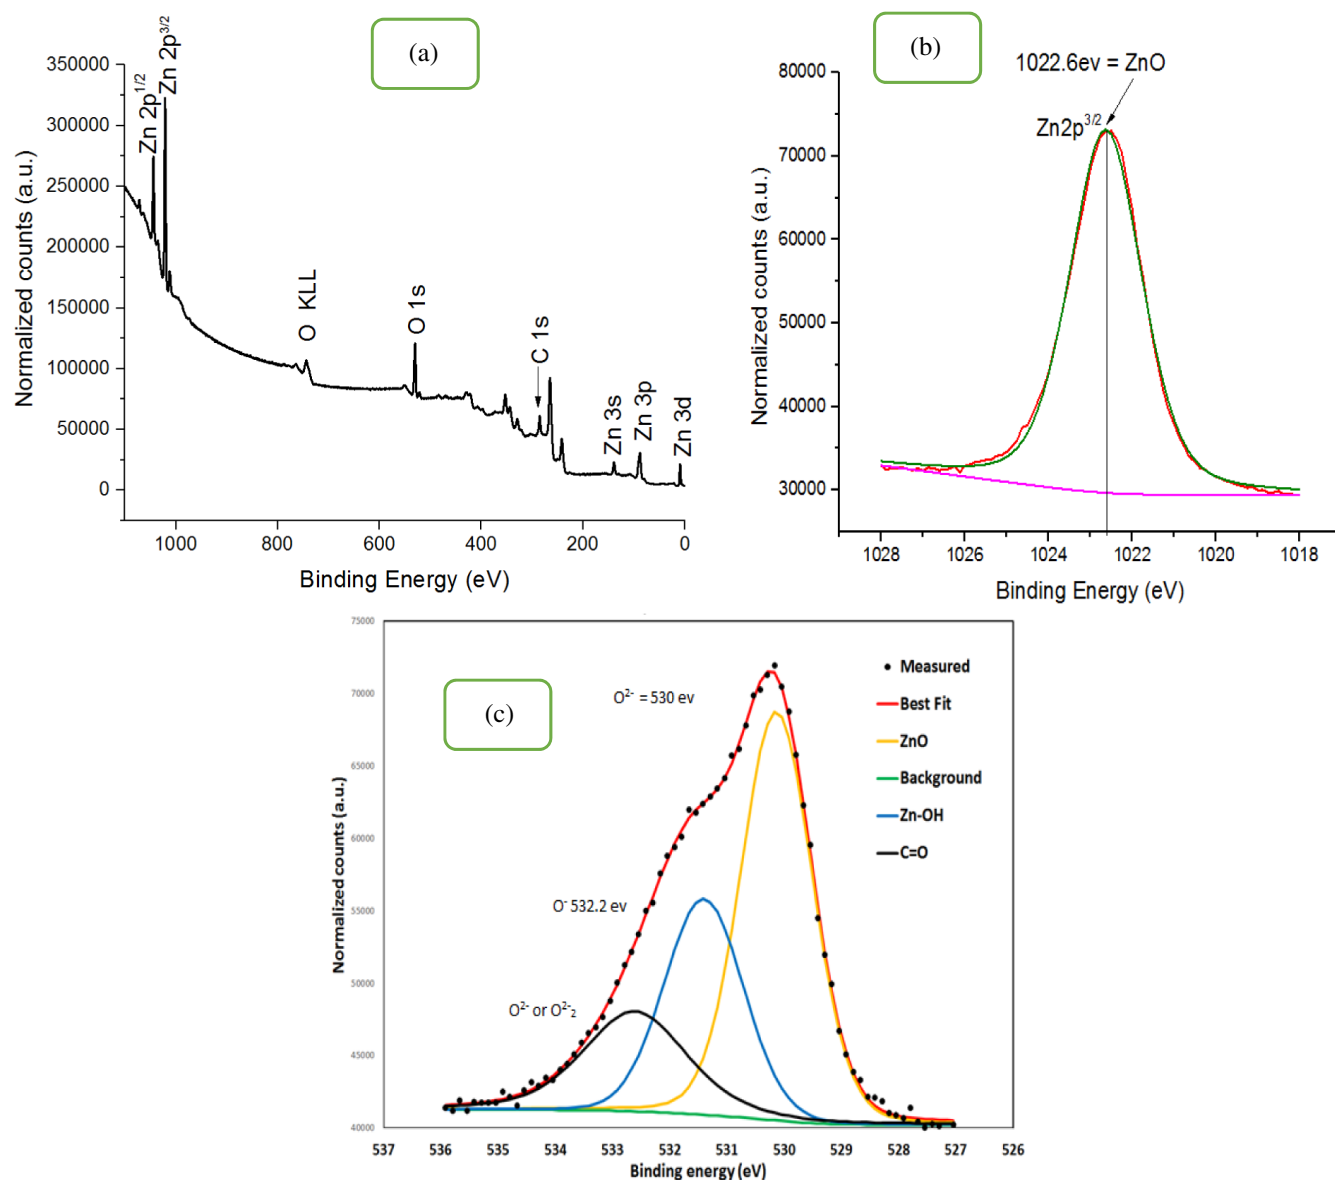 (a)
Normalized counts (a.u.)
350000
300000
250000
200000
150000
100000
50000
0
Zn 2p1/2
Zn 2p3/2
O KLL
O 1s
C 1s
Zn 3s
Zn 3p
Zn 3d
1000 800 600 400 200 0
Binding Energy (eV)
(b)
1022.6ev = ZnO
Zn2p3/2
Normalized counts (a.u.)
80000
70000
60000
50000
40000
30000
1028 1026 1024 1022 1020 1018
Binding Energy (eV)
(c)
Normalized counts (a.u.)
75000
70000
65000
60000
55000
50000
45000
40000
O2- = 530 ev
O- 532.2 ev
O2- or O2-2
Measured
Best Fit
ZnO
Background
Zn-OH
C=O
537 536 535 534 533 532 531 530 529 528 527 526
Binding energy (eV)